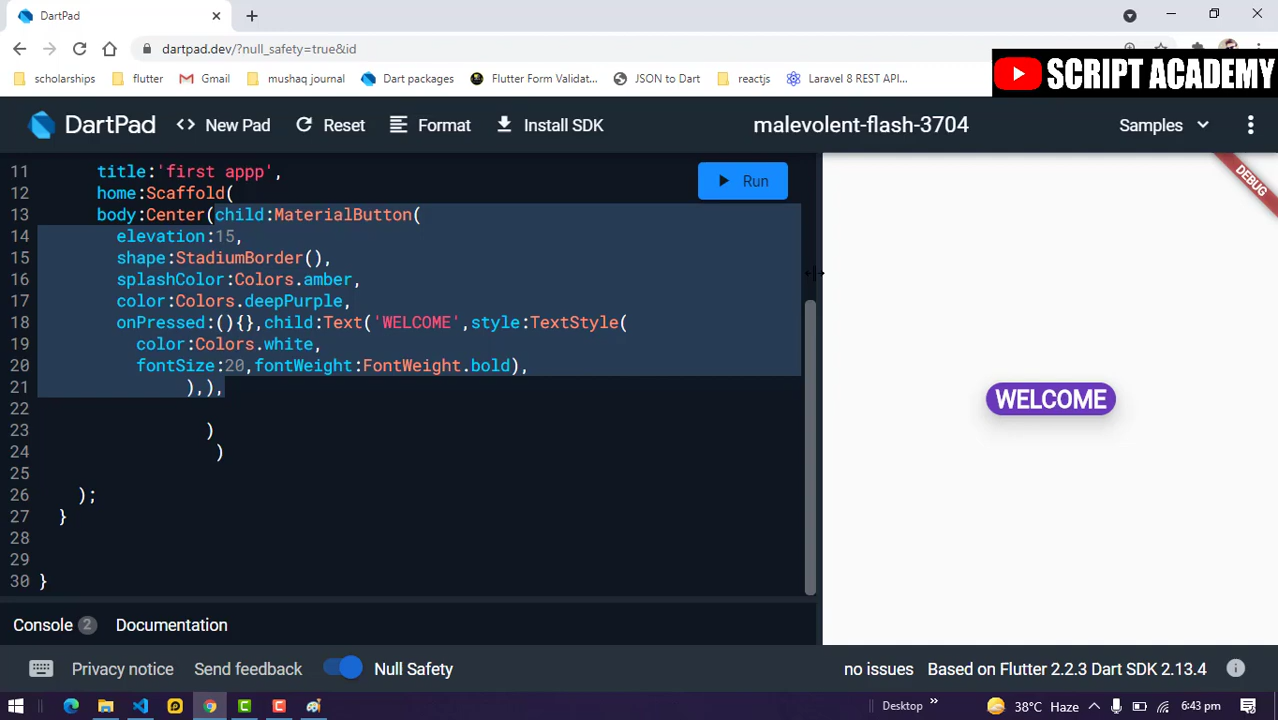 DartPad
dartpad.dev/?null_safety=true&id
scholarships flutter Gmail mushaq journal Dart packages Flutter Form Validat... JSON to Dart reactjs Laravel 8 REST API...
SCRIPT ACADEMY
DartPad <> New Pad Reset Format Install SDK malevolent-flash-3704 Samples
Run
DEBUG
11 title:'first appp',
12 home:Scaffold(
13 body:Center(child:MaterialButton(
14 elevation:15,
15 shape:StadiumBorder(),
16 splashColor:Colors.amber,
17 color:Colors.deepPurple,
18 onPressed:(){},child:Text('WELCOME',style:TextStyle(
19 color:Colors.white,
20 fontSize:20,fontWeight:FontWeight.bold),
21 ),),
22
23 )
24 )
25
26 );
27 }
28
29
30 }
WELCOME
Console 2 Documentation
Privacy notice Send feedback Null Safety no issues Based on Flutter 2.2.3 Dart SDK 2.13.4
Desktop » 38°C Haze 6:43 pm